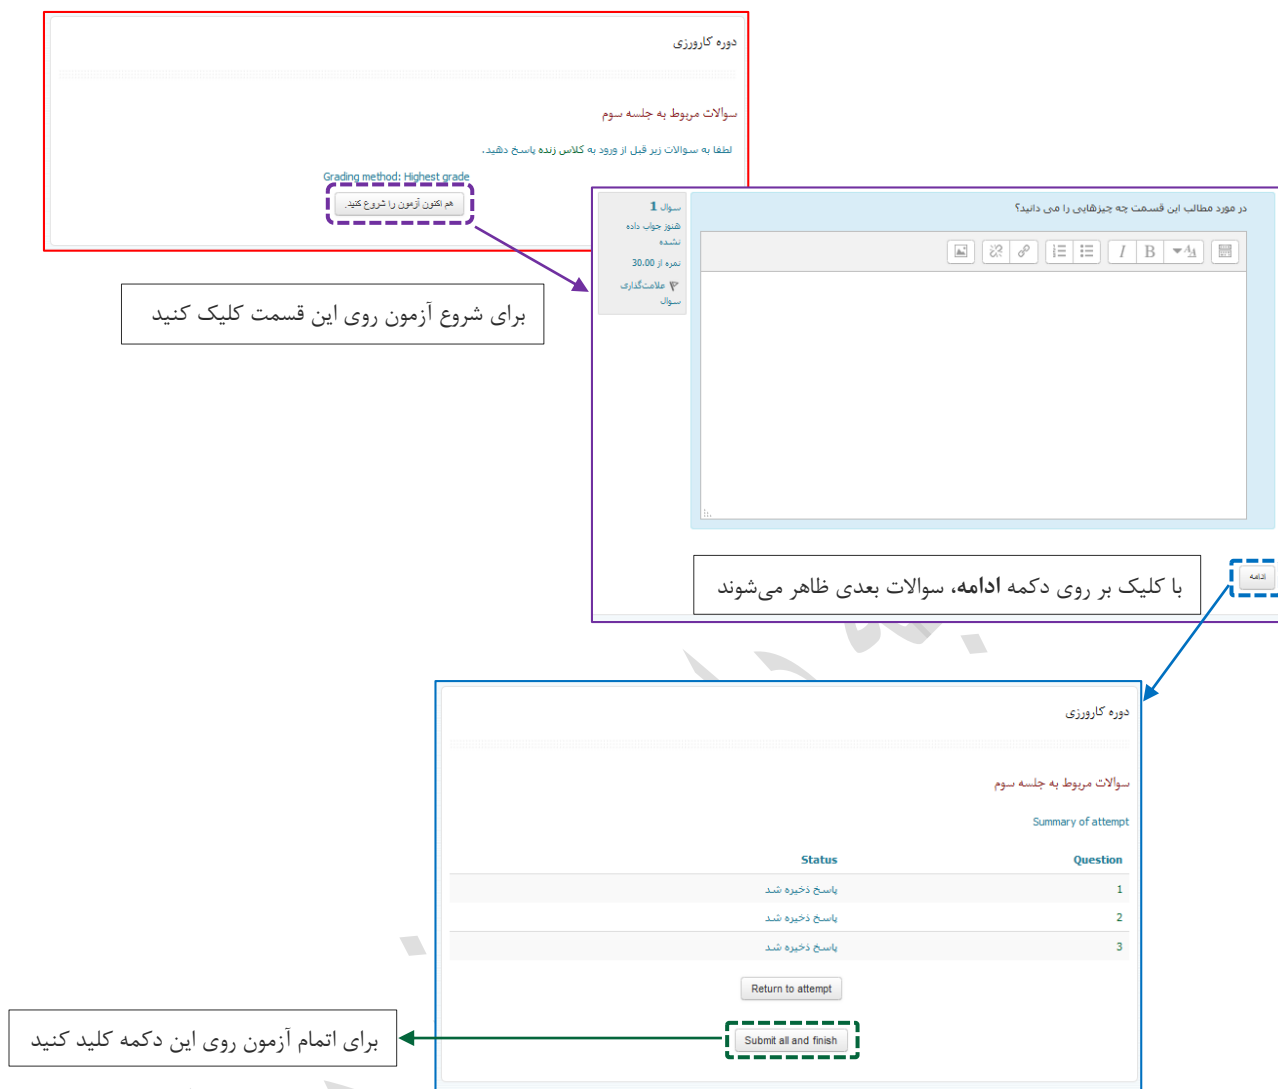 دوره کارورزی
سوالات مربوط به جلسه سوم
لطفا به سوالات زیر قبل از ورود به کلاس زنده پاسخ دهید.
Grading method: Highest grade
هم اکنون آزمون را شروع کنید.
برای شروع آزمون روی این قسمت کلیک کنید
سوال 1
هنوز جواب داده
نشده
نمره از 30.00
علامت‌گذاری
سوال
در مورد مطالب این قسمت چه چیزهایی را می دانید؟
ادامه
با کلیک بر روی دکمه ادامه، سوالات بعدی ظاهر می‌شوند
دوره کارورزی
سوالات مربوط به جلسه سوم
Summary of attempt
Question Status
1 پاسخ ذخیره شد
2 پاسخ ذخیره شد
3 پاسخ ذخیره شد
Return to attempt
Submit all and finish
برای اتمام آزمون روی این دکمه کلید کنید